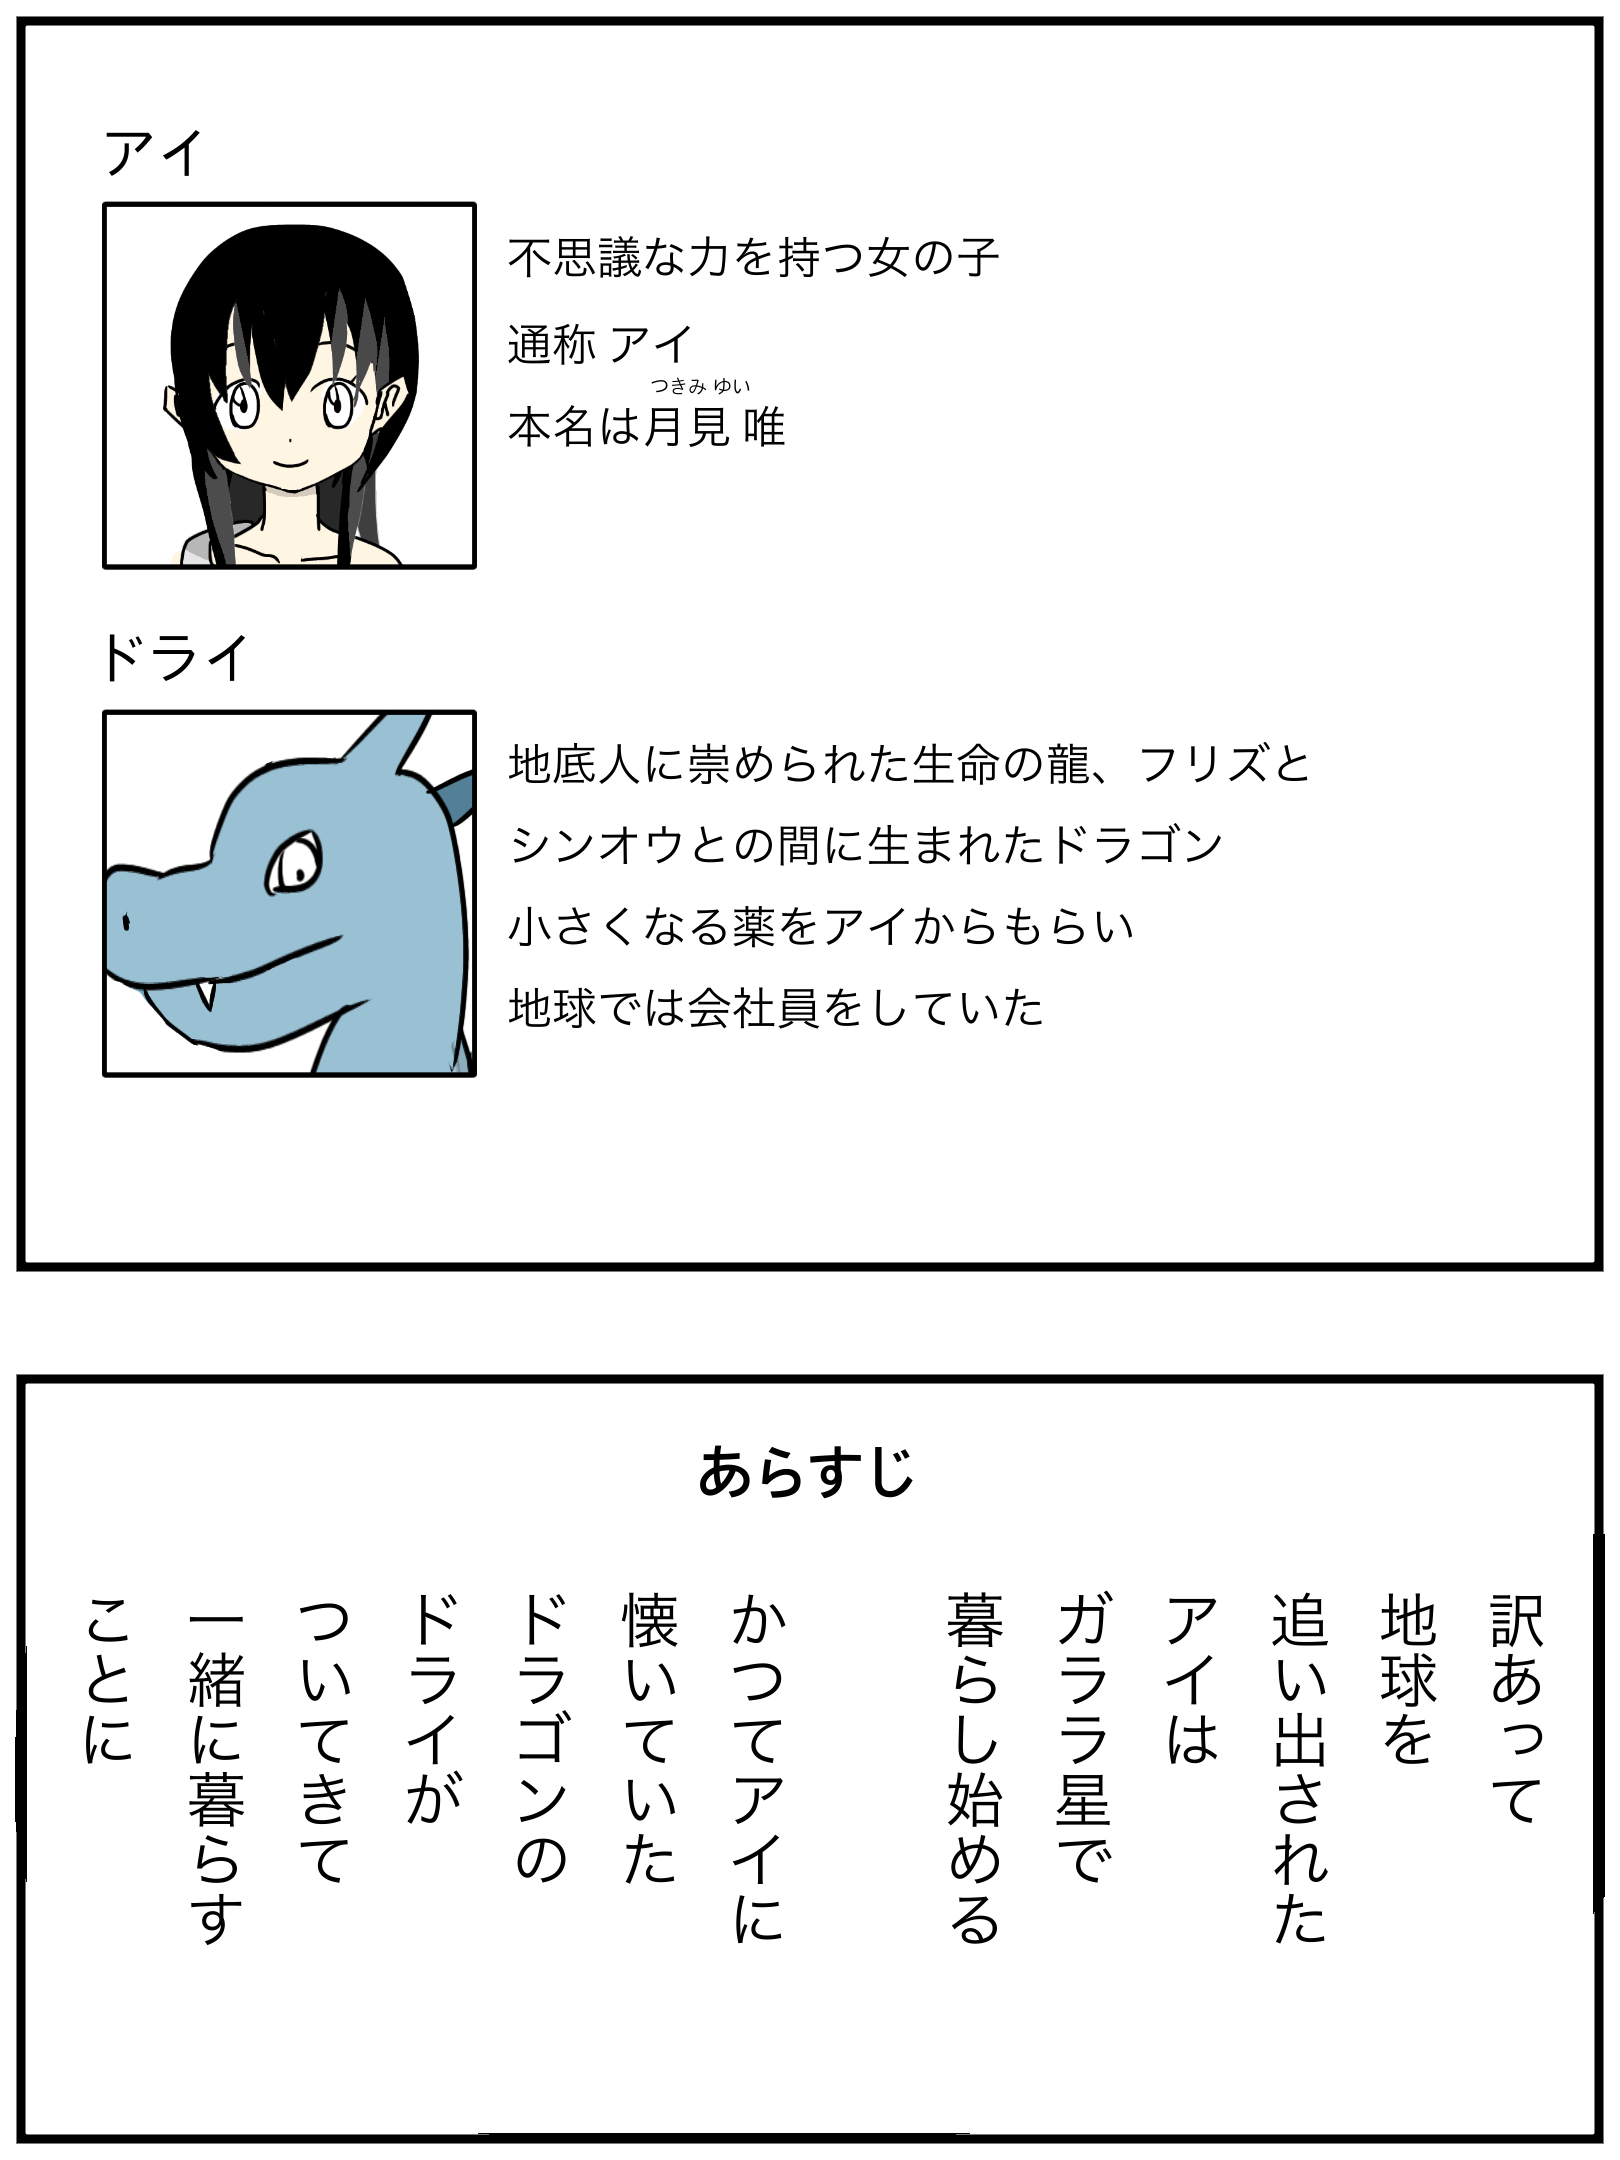 アイ
不思議な力を持つ女の子
通称 アイ
つきみ ゆい
本名は月見 唯
ドライ
地底人に崇められた生命の龍、フリズと
シンオウとの間に生まれたドラゴン
小さくなる薬をアイからもらい
地球では会社員をしていた
あらすじ
訳あって
地球を
追い出された
アイは
ガララ星で
暮らし始める
かつてアイに
懐いていた
ドラゴンの
ドライが
ついてきて
一緒に暮らす
ことに